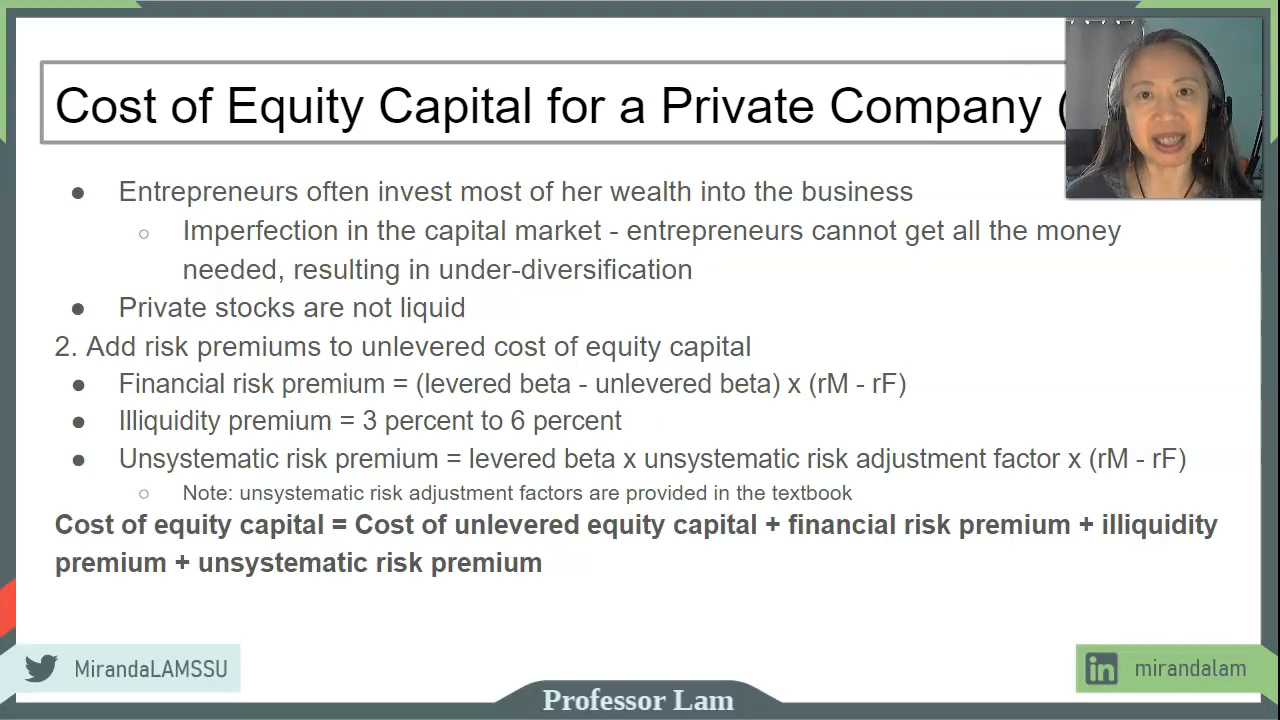 Cost of Equity Capital for a Private Company (
● Entrepreneurs often invest most of her wealth into the business
○ Imperfection in the capital market - entrepreneurs cannot get all the money
needed, resulting in under-diversification
● Private stocks are not liquid
2. Add risk premiums to unlevered cost of equity capital
● Financial risk premium = (levered beta - unlevered beta) x (rM - rF)
● Illiquidity premium = 3 percent to 6 percent
● Unsystematic risk premium = levered beta x unsystematic risk adjustment factor x (rM - rF)
○ Note: unsystematic risk adjustment factors are provided in the textbook
Cost of equity capital = Cost of unlevered equity capital + financial risk premium + illiquidity
premium + unsystematic risk premium
MirandaLAMSSU
in mirandalam
Professor Lam